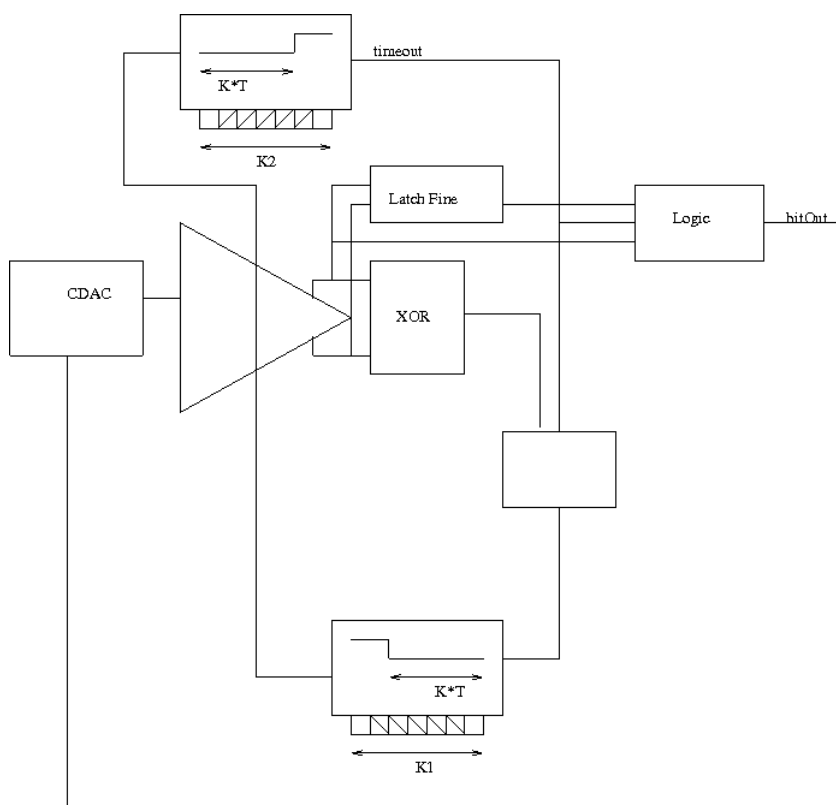 timeout
K*T
K2
Latch Fine
Logic
bitOut
CDAC
XOR
K*T
K1